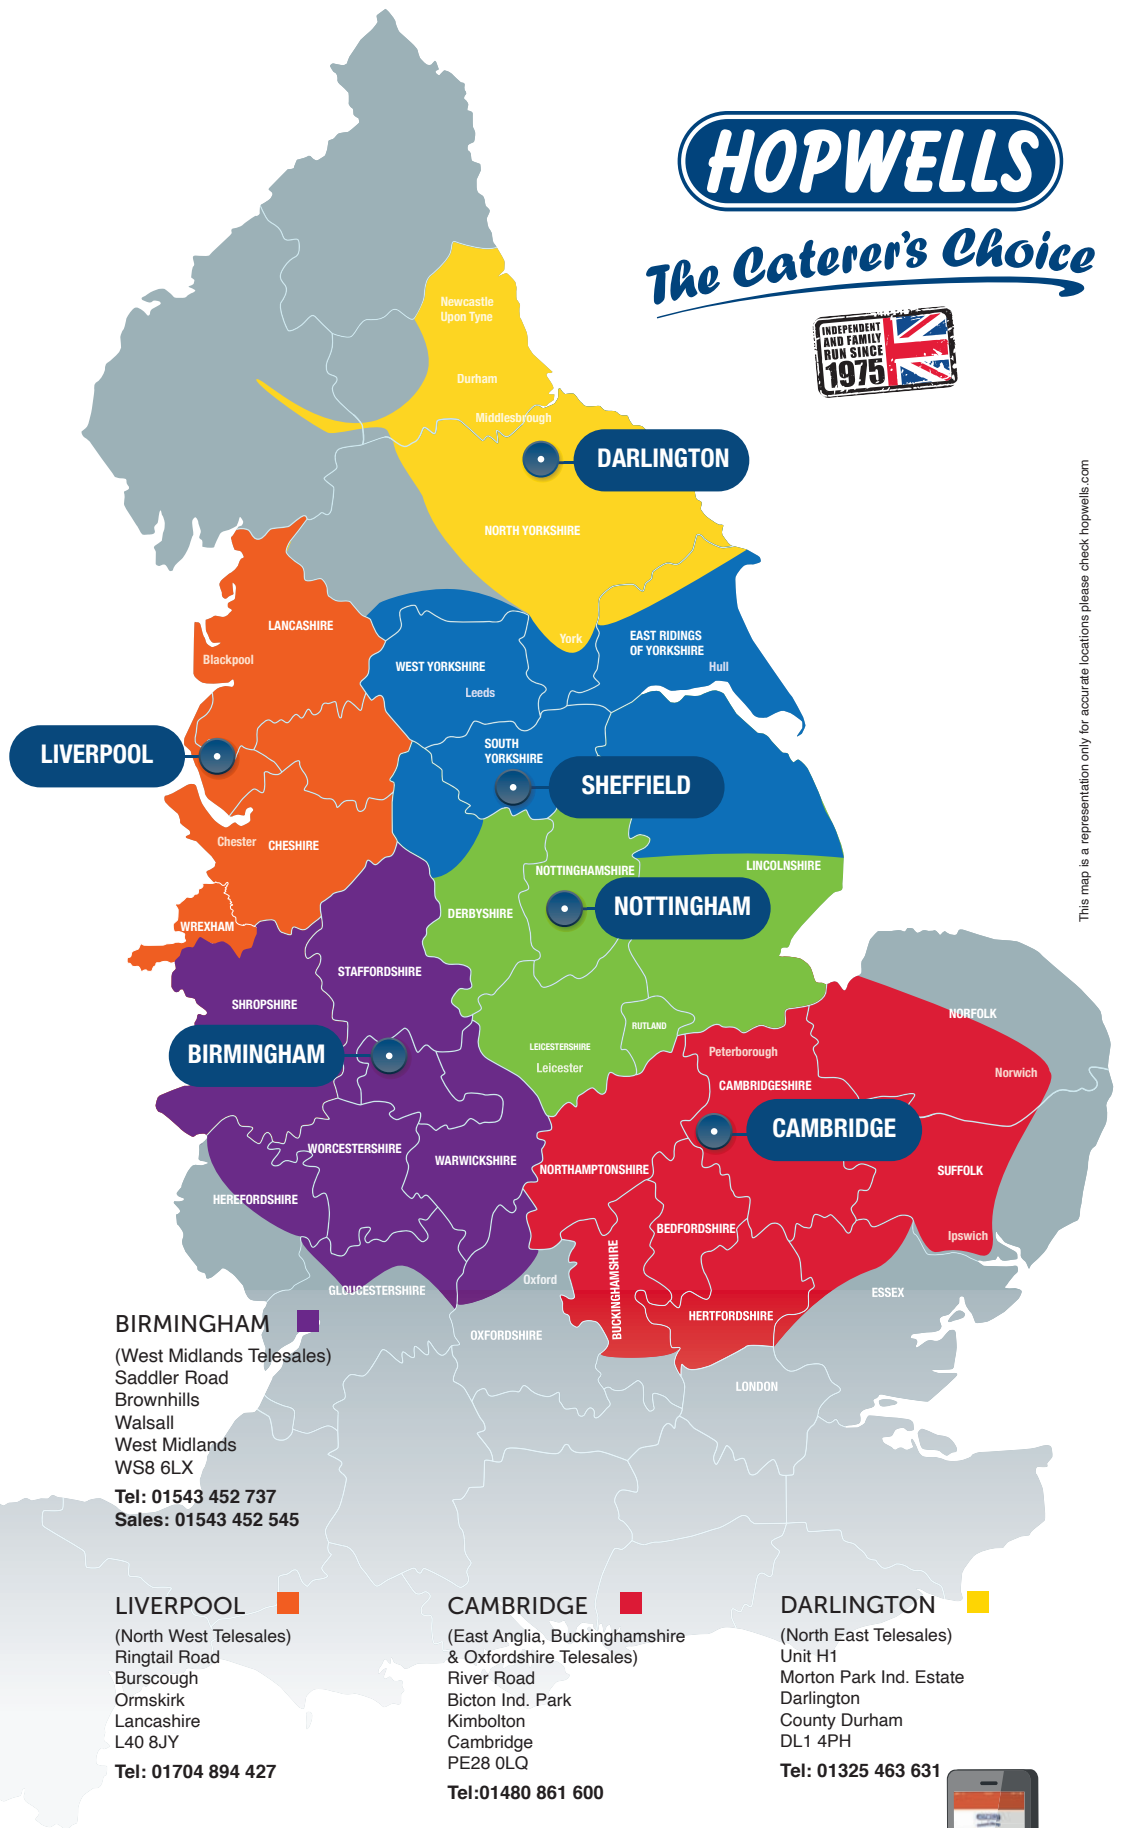 HOPWELLS
The Caterer's Choice
INDEPENDENT
AND FAMILY
RUN SINCE
1975
Newcastle
Upon Tyne
Durham
Middlesbrough
DARLINGTON
NORTH YORKSHIRE
LANCASHIRE
Blackpool
York
EAST RIDINGS
OF YORKSHIRE
Hull
WEST YORKSHIRE
Leeds
LIVERPOOL
SOUTH
YORKSHIRE
SHEFFIELD
Chester
CHESHIRE
NOTTINGHAMSHIRE
LINCOLNSHIRE
DERBYSHIRE
NOTTINGHAM
WREXHAM
STAFFORDSHIRE
SHROPSHIRE
NORFOLK
RUTLAND
LEICESTERSHIRE
Leicester
BIRMINGHAM
Peterborough
CAMBRIDGESHIRE
Norwich
CAMBRIDGE
WORCESTERSHIRE
WARWICKSHIRE
NORTHAMPTONSHIRE
SUFFOLK
HEREFORDSHIRE
BEDFORDSHIRE
Ipswich
BUCKINGHAMSHIRE
Oxford
GLOUCESTERSHIRE
ESSEX
HERTFORDSHIRE
OXFORDSHIRE
LONDON
This map is a representation only for accurate locations please check hopwells.com
BIRMINGHAM
(West Midlands Telesales)
Saddler Road
Brownhills
Walsall
West Midlands
WS8 6LX
Tel: 01543 452 737
Sales: 01543 452 545
LIVERPOOL
(North West Telesales)
Ringtail Road
Burscough
Ormskirk
Lancashire
L40 8JY
Tel: 01704 894 427
CAMBRIDGE
(East Anglia, Buckinghamshire
& Oxfordshire Telesales)
River Road
Bicton Ind. Park
Kimbolton
Cambridge
PE28 0LQ
Tel:01480 861 600
DARLINGTON
(North East Telesales)
Unit H1
Morton Park Ind. Estate
Darlington
County Durham
DL1 4PH
Tel: 01325 463 631